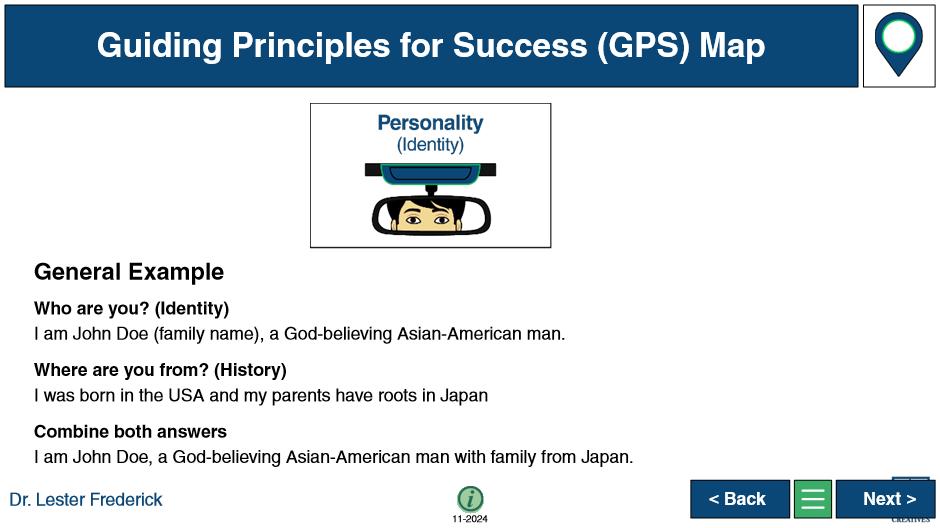 Guiding Principles for Success (GPS) Map
Personality
(Identity)
General Example
Who are you? (Identity)
I am John Doe (family name), a God-believing Asian-American man.
Where are you from? (History)
I was born in the USA and my parents have roots in Japan
Combine both answers
I am John Doe, a God-believing Asian-American man with family from Japan.
Dr. Lester Frederick
i
11-2024
< Back
Next >
CREATIVES